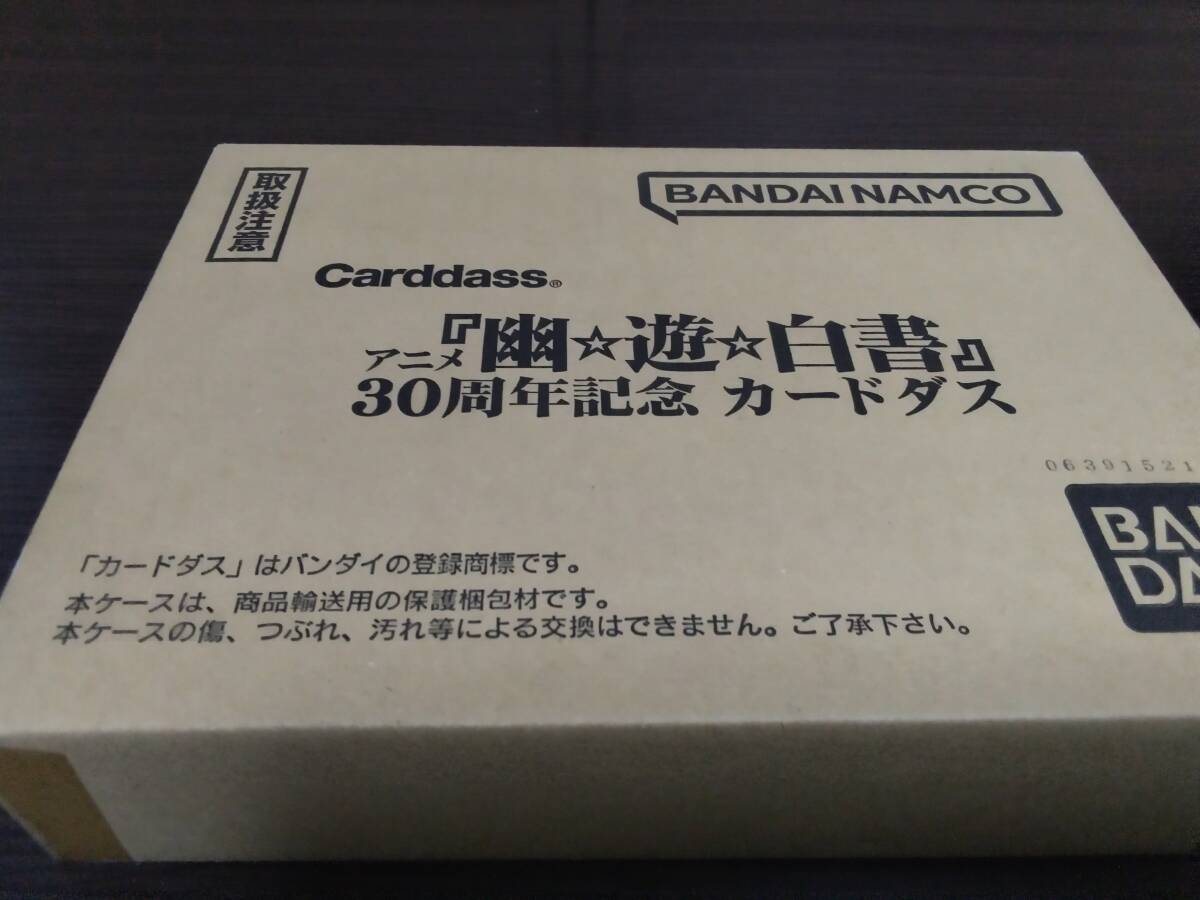 取扱注意
BANDAI NAMCO
Carddass®
アニメ『幽☆遊☆白書』
30周年記念 カードダス
06391521
「カードダス」はバンダイの登録商標です。
本ケースは、商品輸送用の保護梱包材です。
本ケースの傷、つぶれ、汚れ等による交換はできません。ご了承下さい。